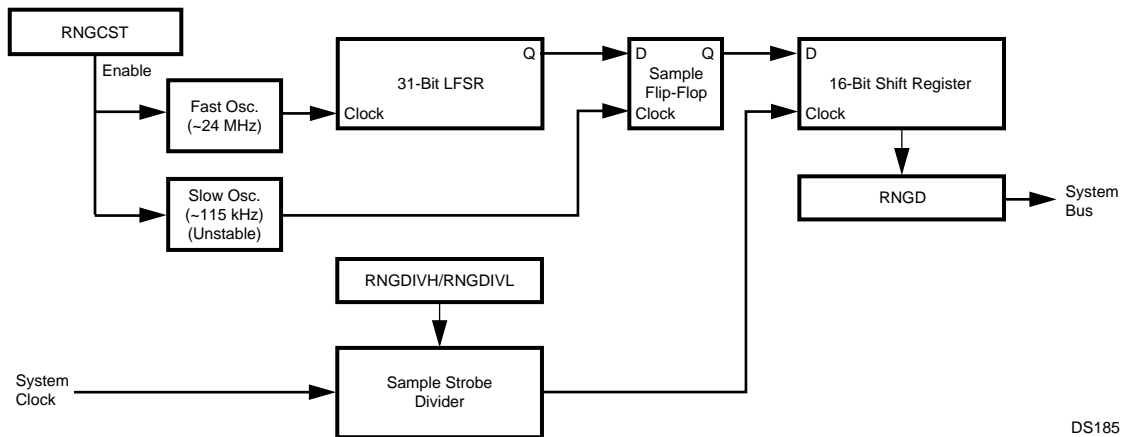 RNGCST
Enable
Fast Osc.
(~24 MHz)
Slow Osc.
(~115 kHz)
(Unstable)
31-Bit LFSR
Q
Clock
D Q
Sample
Flip-Flop
Clock
D
16-Bit Shift Register
Clock
RNGD
System
Bus
RNGDIVH/RNGDIVL
System
Clock
Sample Strobe
Divider
DS185